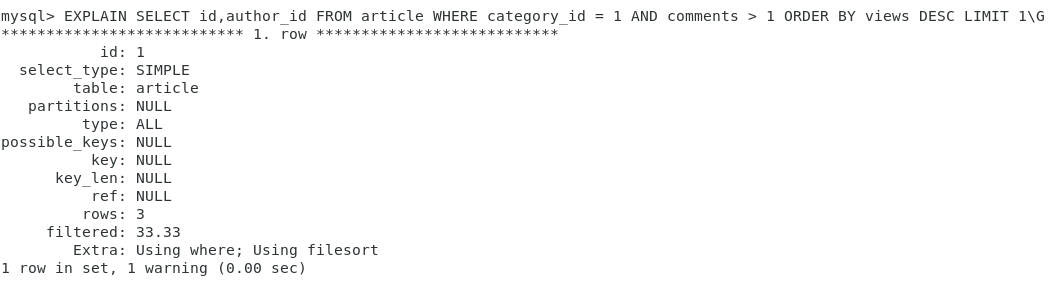 mysql> EXPLAIN SELECT id,author_id FROM article WHERE category_id = 1 AND comments > 1 ORDER BY views DESC LIMIT 1\G
*************************** 1. row ***************************
           id: 1
  select_type: SIMPLE
        table: article
   partitions: NULL
         type: ALL
possible_keys: NULL
          key: NULL
      key_len: NULL
          ref: NULL
         rows: 3
     filtered: 33.33
        Extra: Using where; Using filesort
1 row in set, 1 warning (0.00 sec)